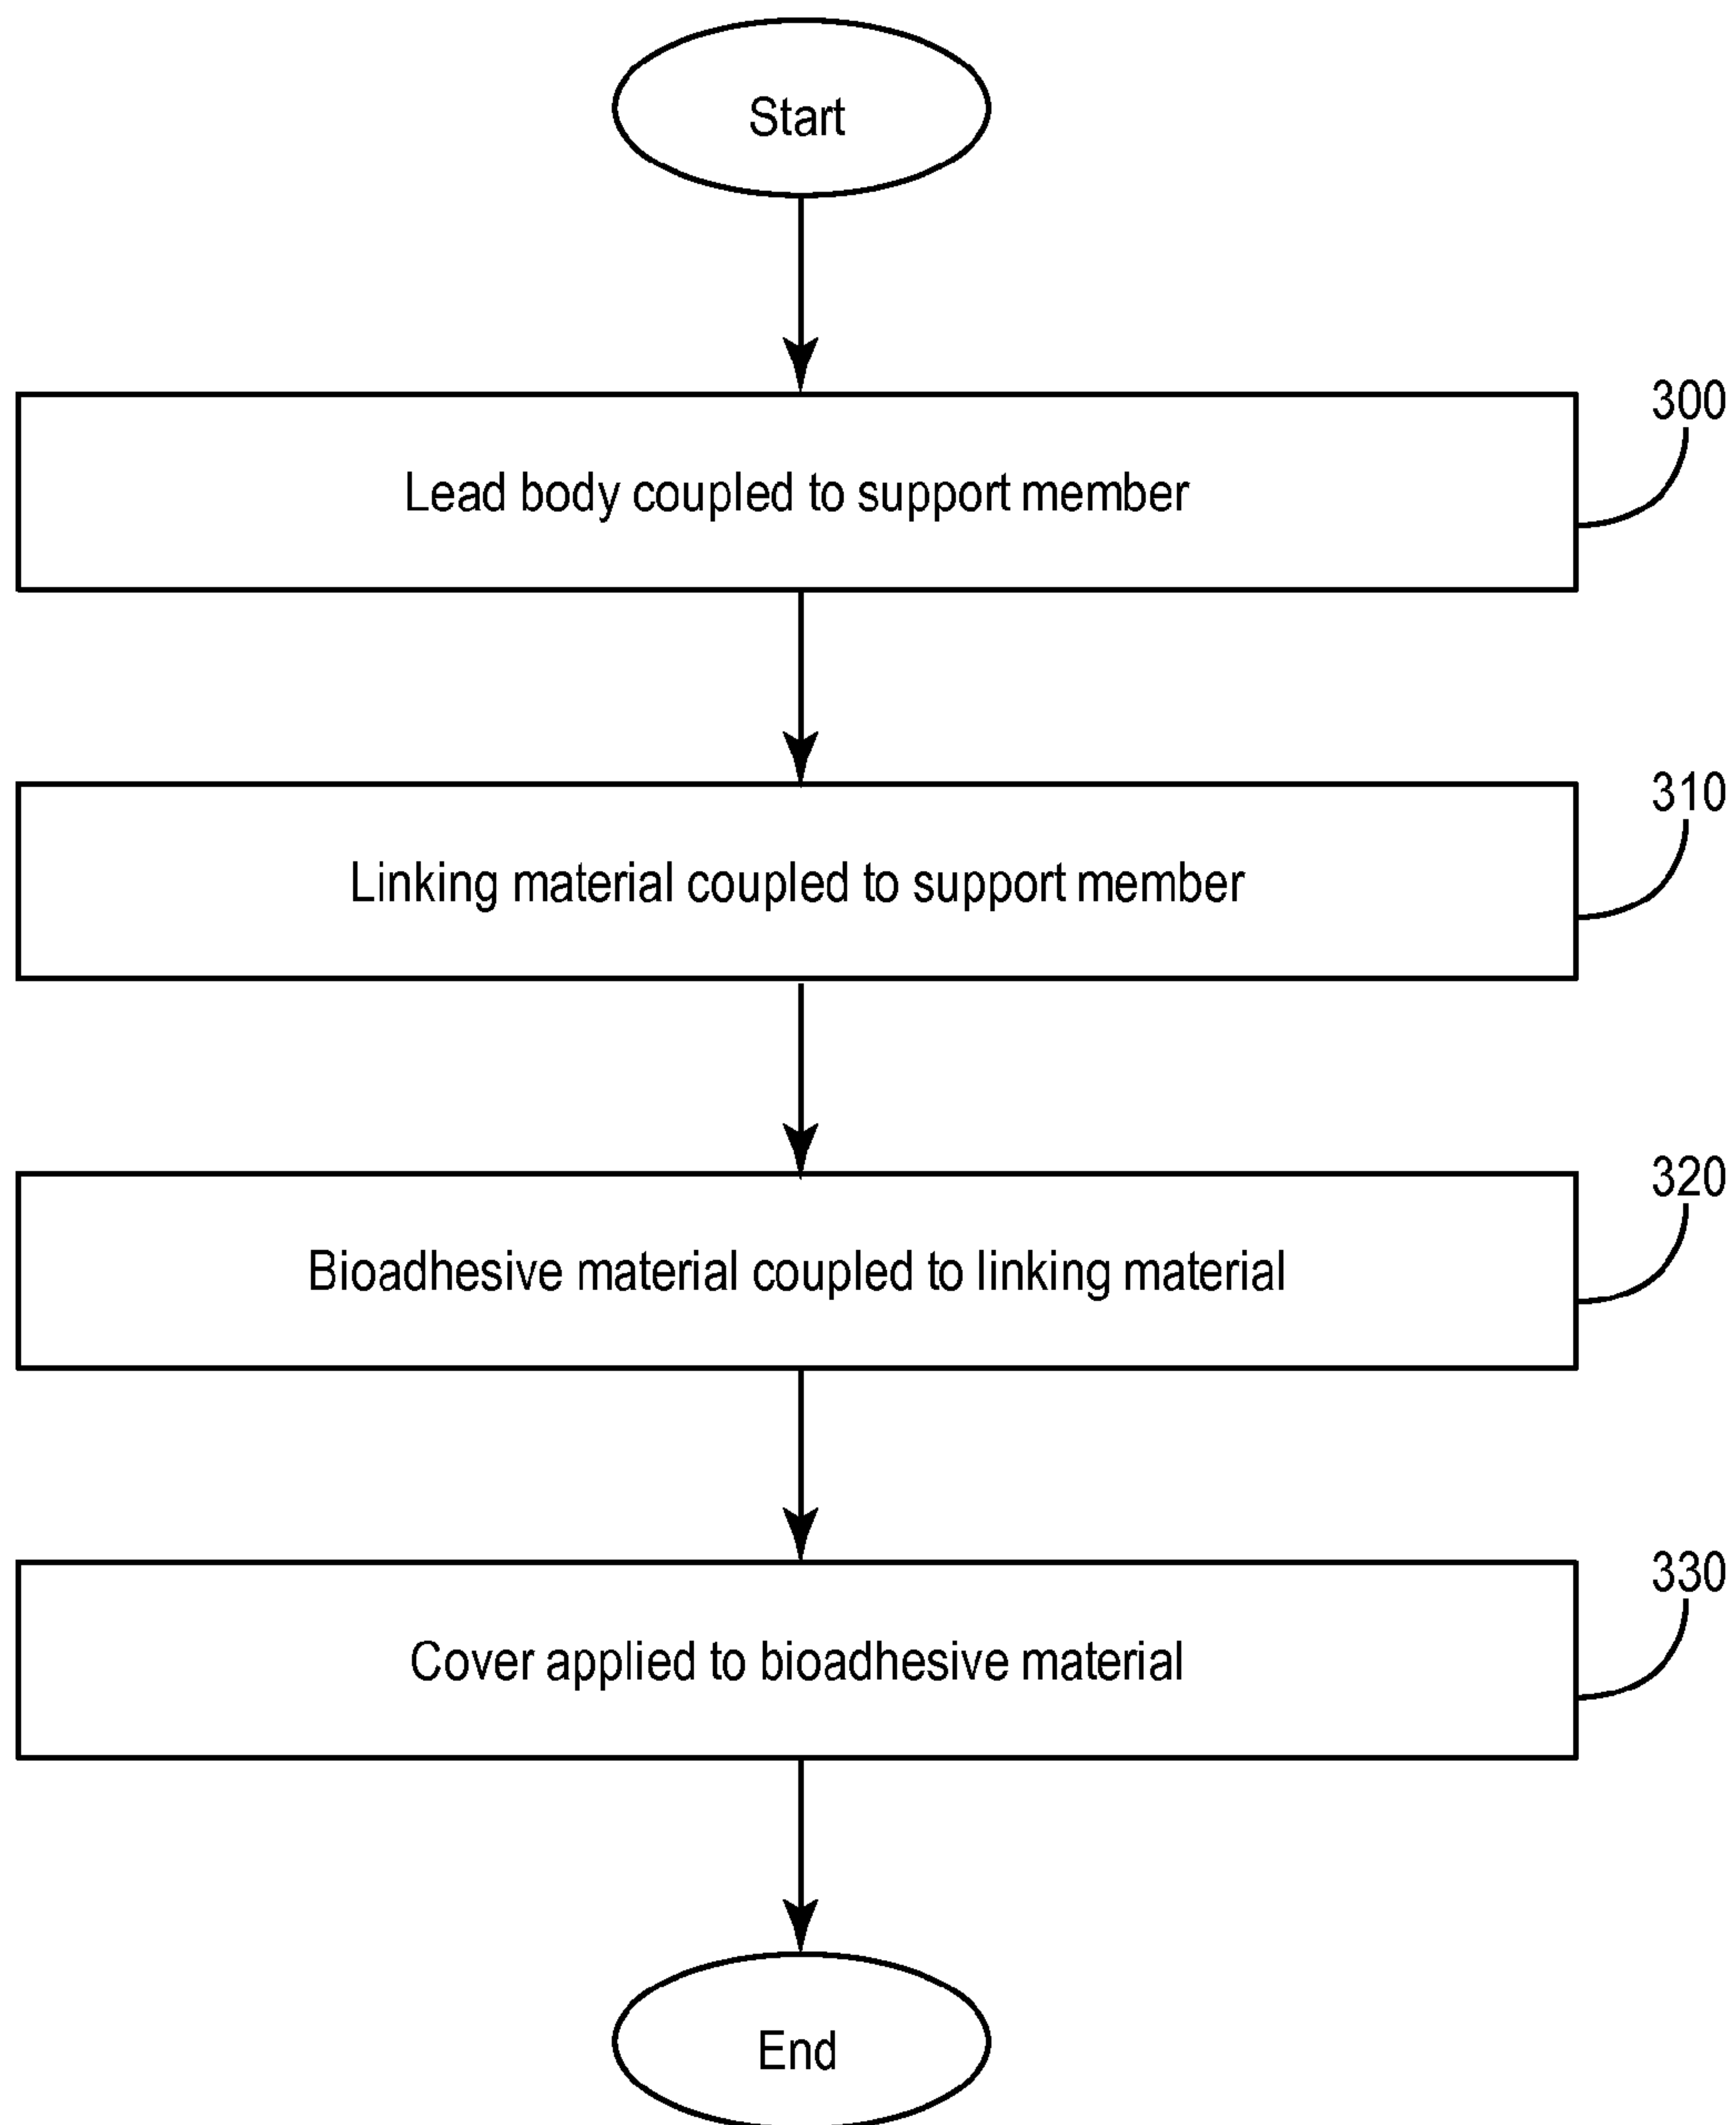 Start
300
Lead body coupled to support member
310
Linking material coupled to support member
320
Bioadhesive material coupled to linking material
330
Cover applied to bioadhesive material
End